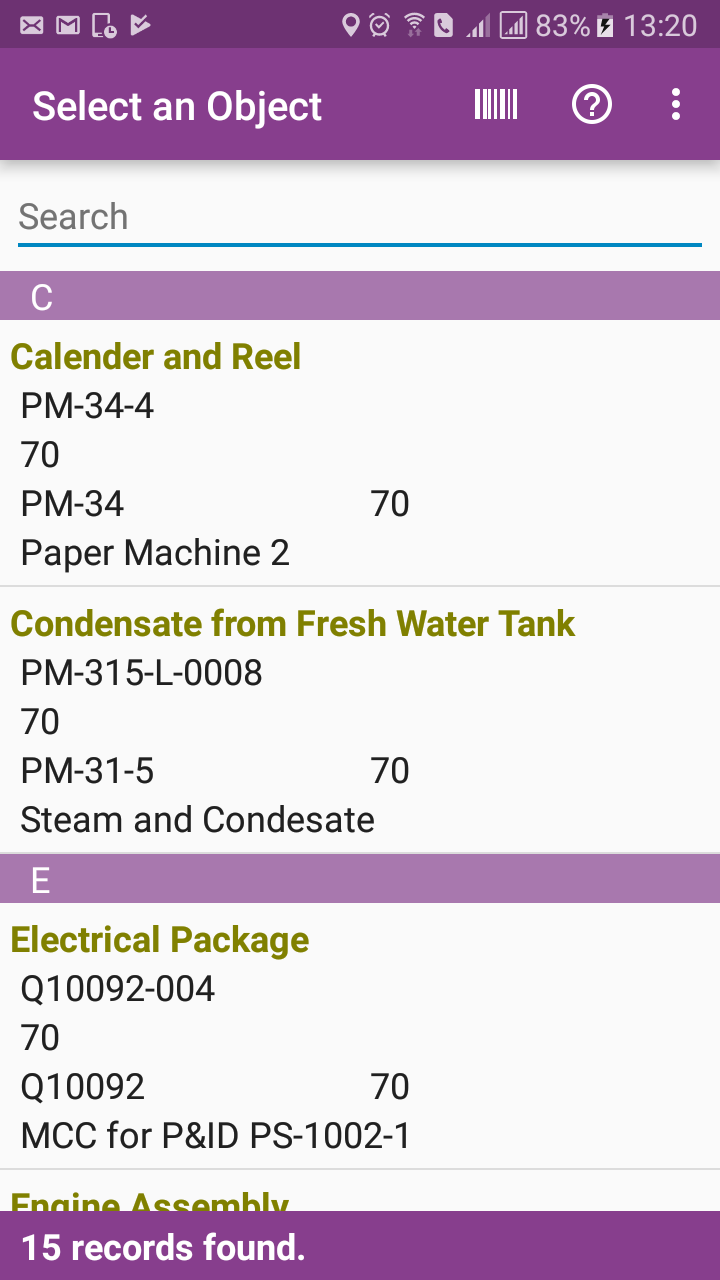 83% 13:20
Select an Object
Search
C
Calender and Reel
PM-34-4
70
PM-34 70
Paper Machine 2
Condensate from Fresh Water Tank
PM-315-L-0008
70
PM-31-5 70
Steam and Condesate
E
Electrical Package
Q10092-004
70
Q10092 70
MCC for P&ID PS-1002-1
Engine Assembly
15 records found.